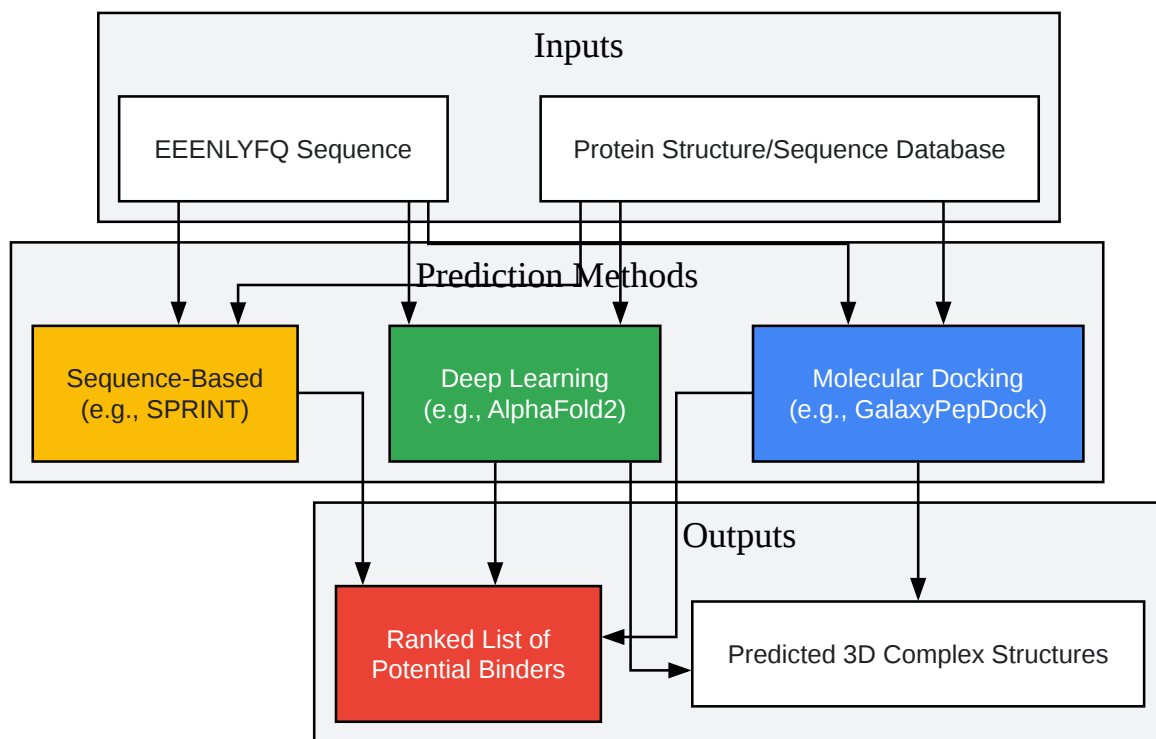 Inputs
EEENLYFQ Sequence
Protein Structure/Sequence Database
Prediction Methods
Sequence-Based
(e.g., SPRINT)
Deep Learning
(e.g., AlphaFold2)
Molecular Docking
(e.g., GalaxyPepDock)
Outputs
Ranked List of
Potential Binders
Predicted 3D Complex Structures